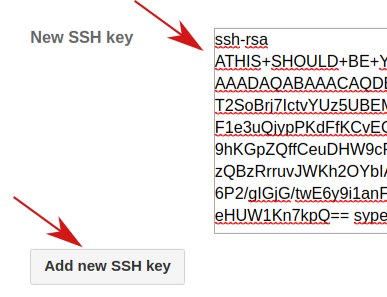 New SSH key
ssh-rsa
ATHIS+SHOULD+BE+Y
AAADAQABAAACAQDE
T2SoBrj7IctvYUz5UBEM
F1e3uQjypPKdFfKCvEC
9hKGpZQffCeuDHW9cF
zQBzRrruvJWKh2OYbIA
6P2/gIGjG/twE6y9i1anF
eHUW1Kn7kpQ== sype
Add new SSH key